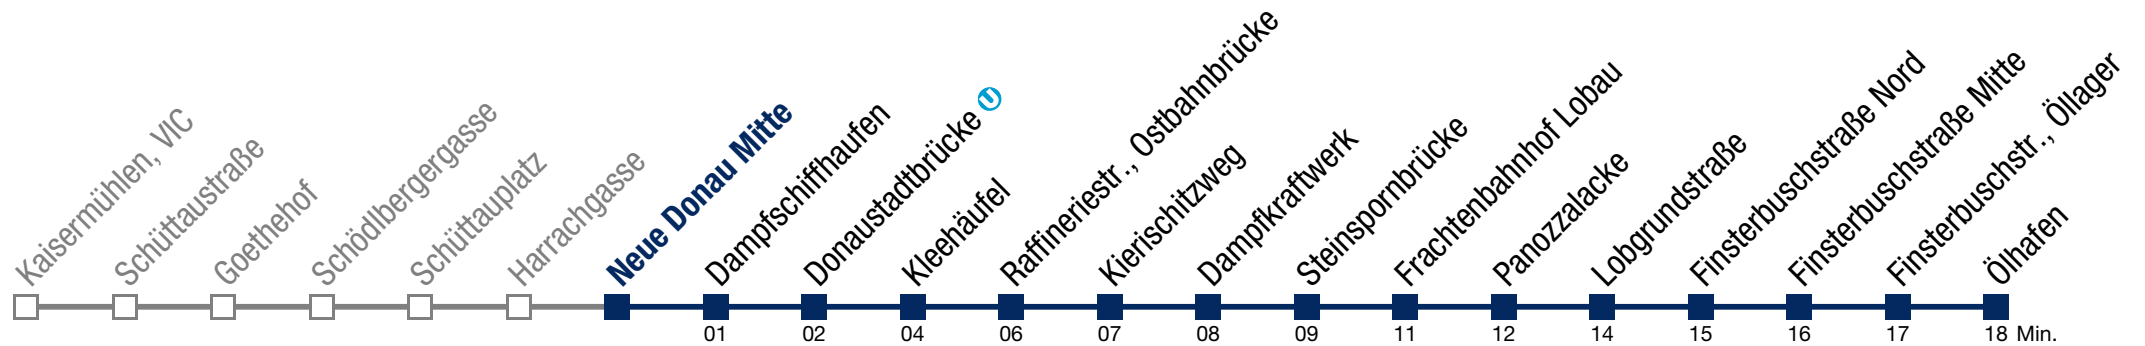 Kaisermühlen, VIC
Schüttaustraße
Goethehof
Schödlbergergasse
Schüttauplatz
Harrachgasse
Neue Donau Mitte
Dampfschiffhaufen
Donaustadtbrücke U
Kleehäufel
Raffineriestr., Ostbahnbrücke
Kierischitzweg
Dampfkraftwerk
Steinspornbrücke
Frachtenbahnhof Lobau
Panozzalacke
Lobgrundstraße
Finsterbuschstraße Nord
Finsterbuschstraße Mitte
Finsterbuschstr., Öllager
Ölhafen
01 02 04 06 07 08 09 11 12 14 15 16 17 18 Min.